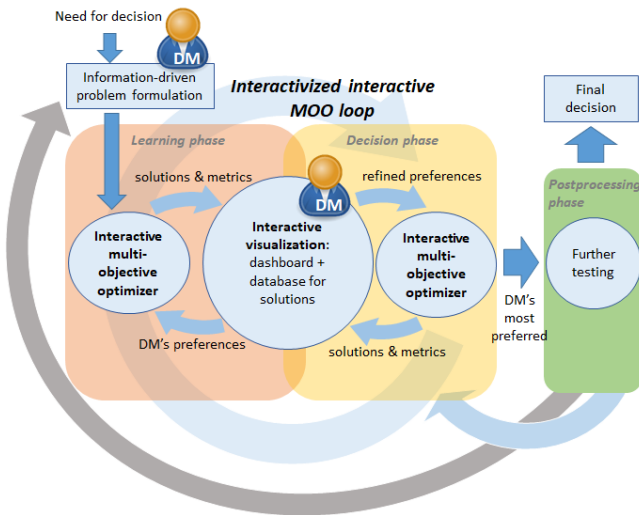 Need for decision
DM
Information-driven
problem formulation
Interactivized interactive
MOO loop
Final
decision
Learning phase
Decision phase
Postprocessing
phase
solutions & metrics
DM
refined preferences
Interactive
multi-
objective
optimizer
Interactive
visualization:
dashboard +
database for
solutions
Interactive
multi-
objective
optimizer
Further
testing
DM's
most
preferred
DM's preferences
solutions & metrics